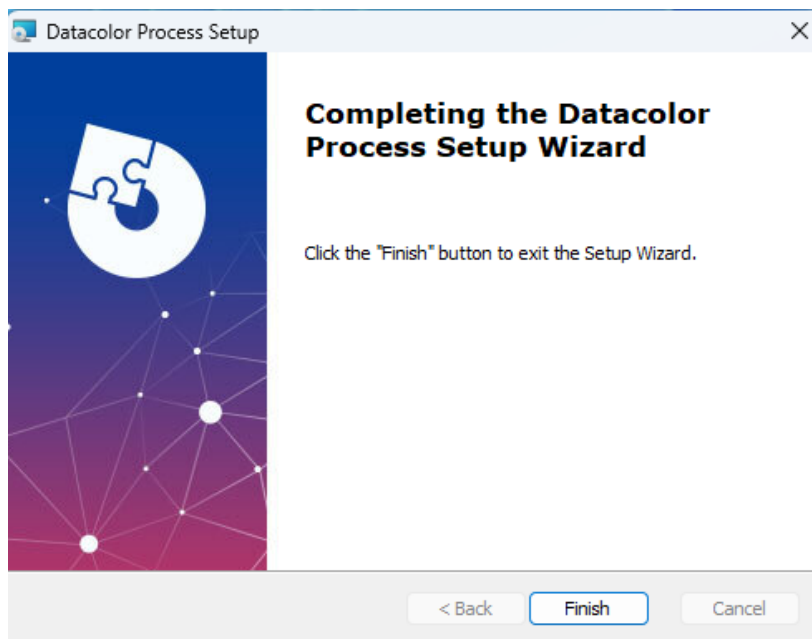 Datacolor Process Setup
Completing the Datacolor
Process Setup Wizard
Click the "Finish" button to exit the Setup Wizard.
< Back
Finish
Cancel